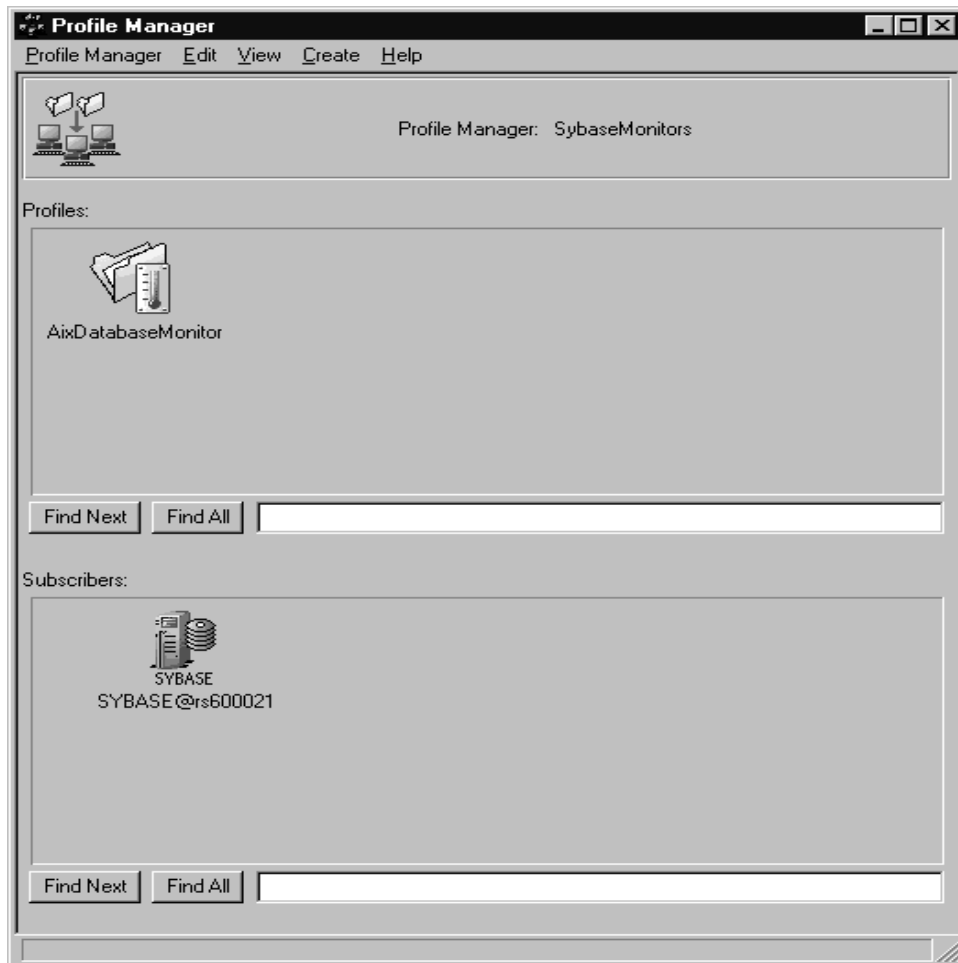 Profile Manager
Profile Manager Edit View Create Help
Profile Manager: SybaseMonitors
Profiles:
AixDatabaseMonitor
Find Next Find All
Subscribers:
SYBASE
SYBASE@rs600021
Find Next Find All